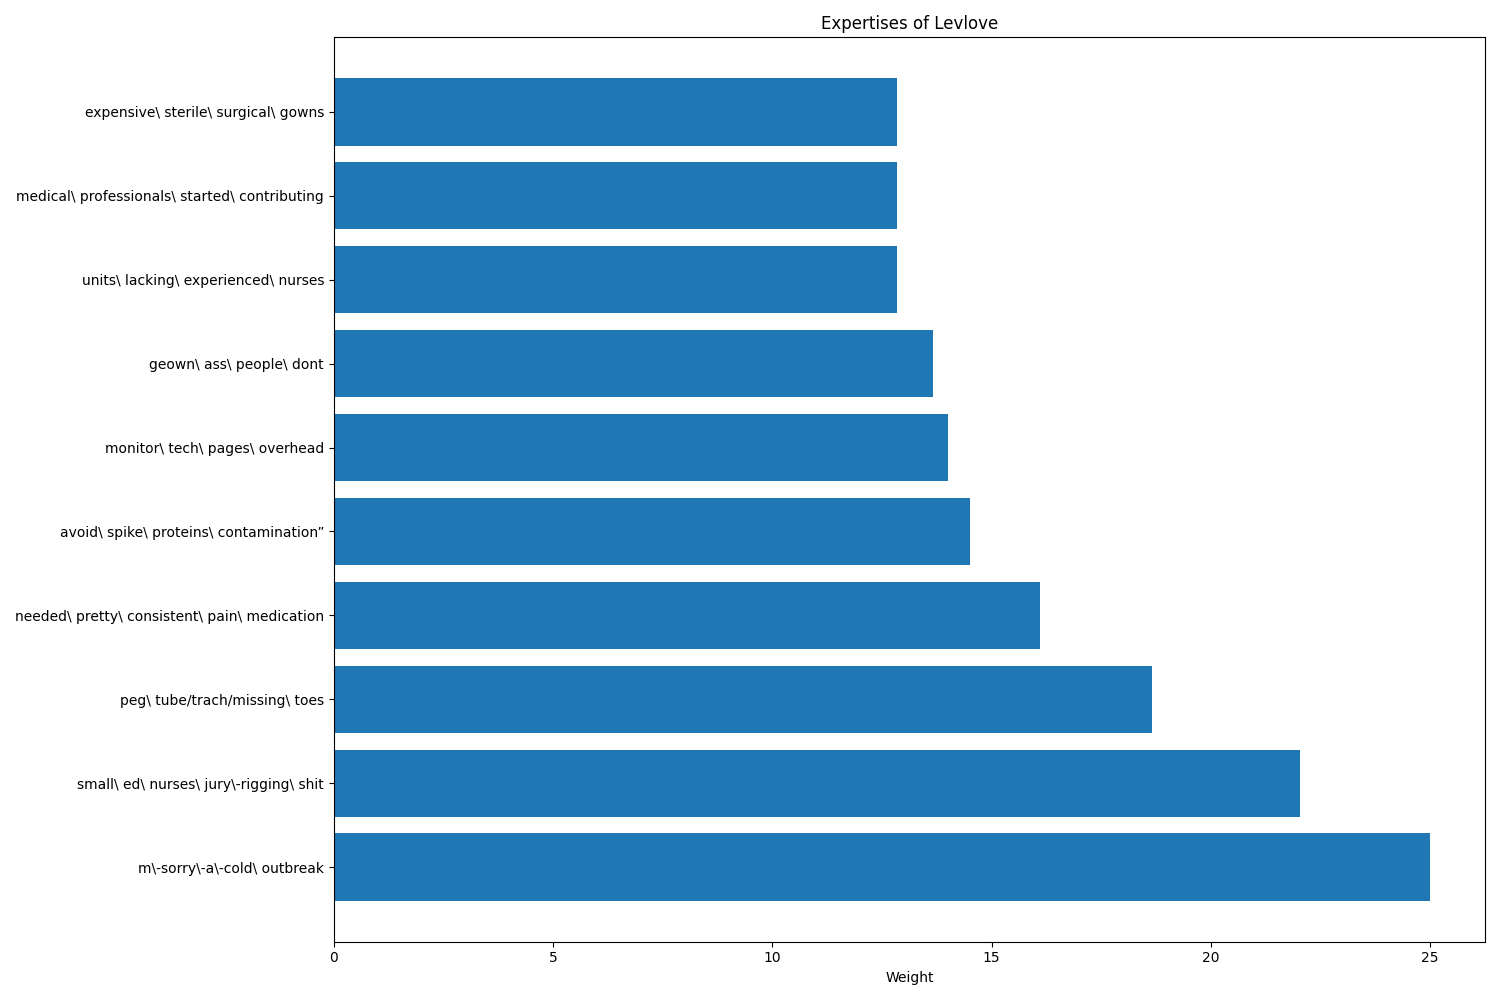 Expertises of Levlove
expensive\ sterile\ surgical\ gowns
medical\ professionals\ started\ contributing
units\ lacking\ experienced\ nurses
geown\ ass\ people\ dont
monitor\ tech\ pages\ overhead
avoid\ spike\ proteins\ contamination”
needed\ pretty\ consistent\ pain\ medication
peg\ tube/trach/missing\ toes
small\ ed\ nurses\ jury\-rigging\ shit
m\-sorry\-a\-cold\ outbreak
0 5 10 15 20 25
Weight